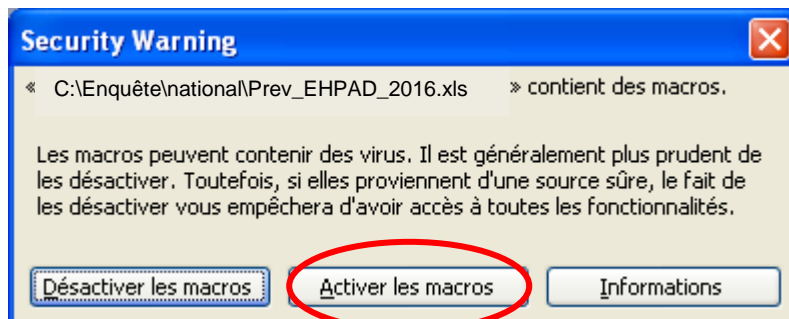 Security Warning
« C:\Enquête\national\Prev_EHPAD_2016.xls » contient des macros.
Les macros peuvent contenir des virus. Il est généralement plus prudent de
les désactiver. Toutefois, si elles proviennent d'une source sûre, le fait de
les désactiver vous empêchera d'avoir accès à toutes les fonctionnalités.
Désactiver les macros Activer les macros Informations